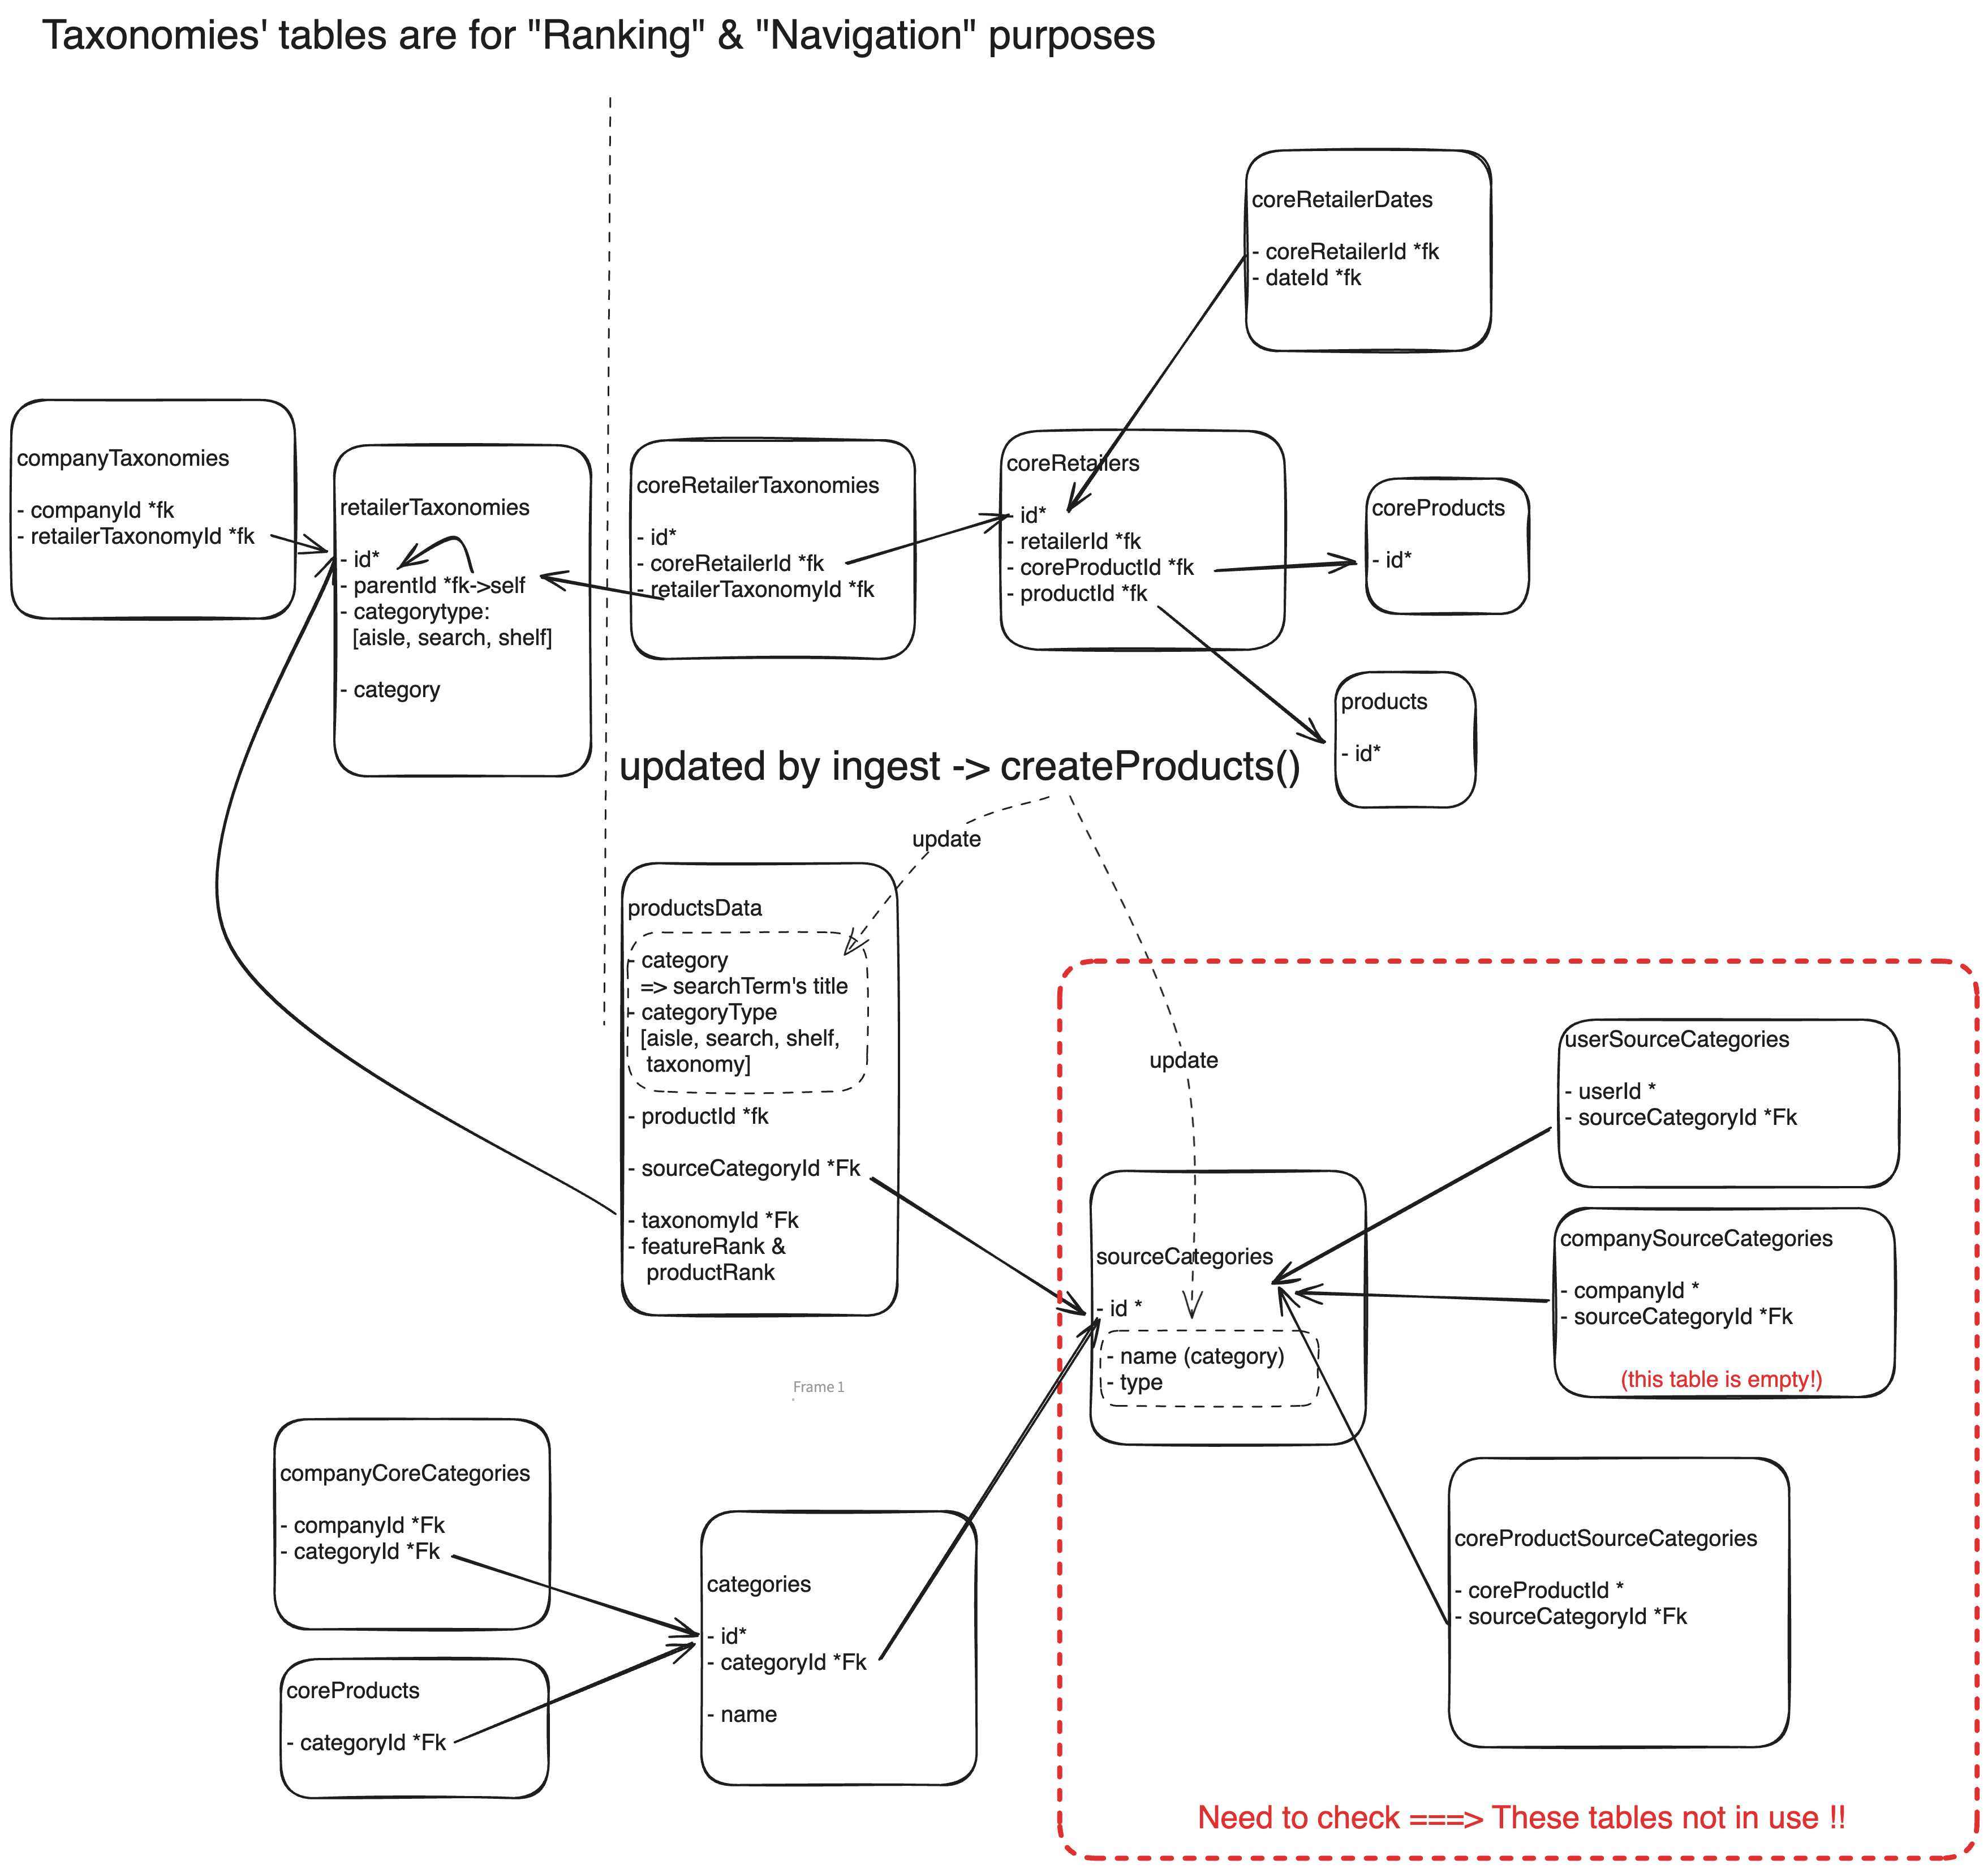 Taxonomies' tables are for "Ranking" & "Navigation" purposes
coreRetailerDates
- coreRetailerId *fk
- dateId *fk
companyTaxonomies
- companyId *fk
- retailerTaxonomyId *fk
retailerTaxonomies
- id*
- parentId *fk->self
- categorytype:
[aisle, search, shelf]
- category
coreRetailerTaxonomies
- id*
- coreRetailerId *fk
- retailerTaxonomyId *fk
coreRetailers
- id*
- retailerId *fk
- coreProductId *fk
- productId *fk
coreProducts
- id*
products
- id*
updated by ingest -> createProducts()
update
productsData
- category
=> searchTerm's title
- categoryType
[aisle, search, shelf,
taxonomy]
- productId *fk
- sourceCategoryId *Fk
- taxonomyId *Fk
- featureRank &
productRank
update
userSourceCategories
- userId *
- sourceCategoryId *Fk
companySourceCategories
- companyId *
- sourceCategoryId *Fk
(this table is empty!)
sourceCategories
- id *
- name (category)
- type
Frame 1
companyCoreCategories
- companyId *Fk
- categoryId *Fk
coreProducts
- categoryId *Fk
categories
- id*
- categoryId *Fk
- name
coreProductSourceCategories
- coreProductId *
- sourceCategoryId *Fk
Need to check ===> These tables not in use !!